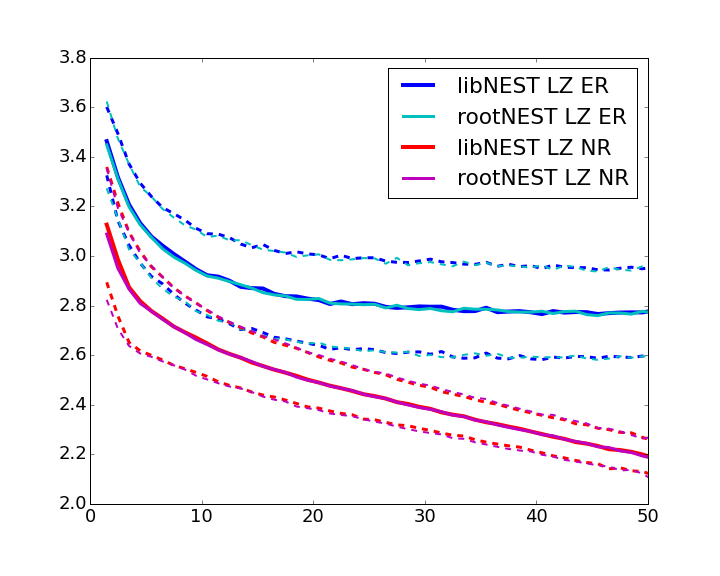 3.8
3.6
3.4
3.2
3.0
2.8
2.6
2.4
2.2
2.0
0 10 20 30 40 50
libNEST LZ ER
rootNEST LZ ER
libNEST LZ NR
rootNEST LZ NR